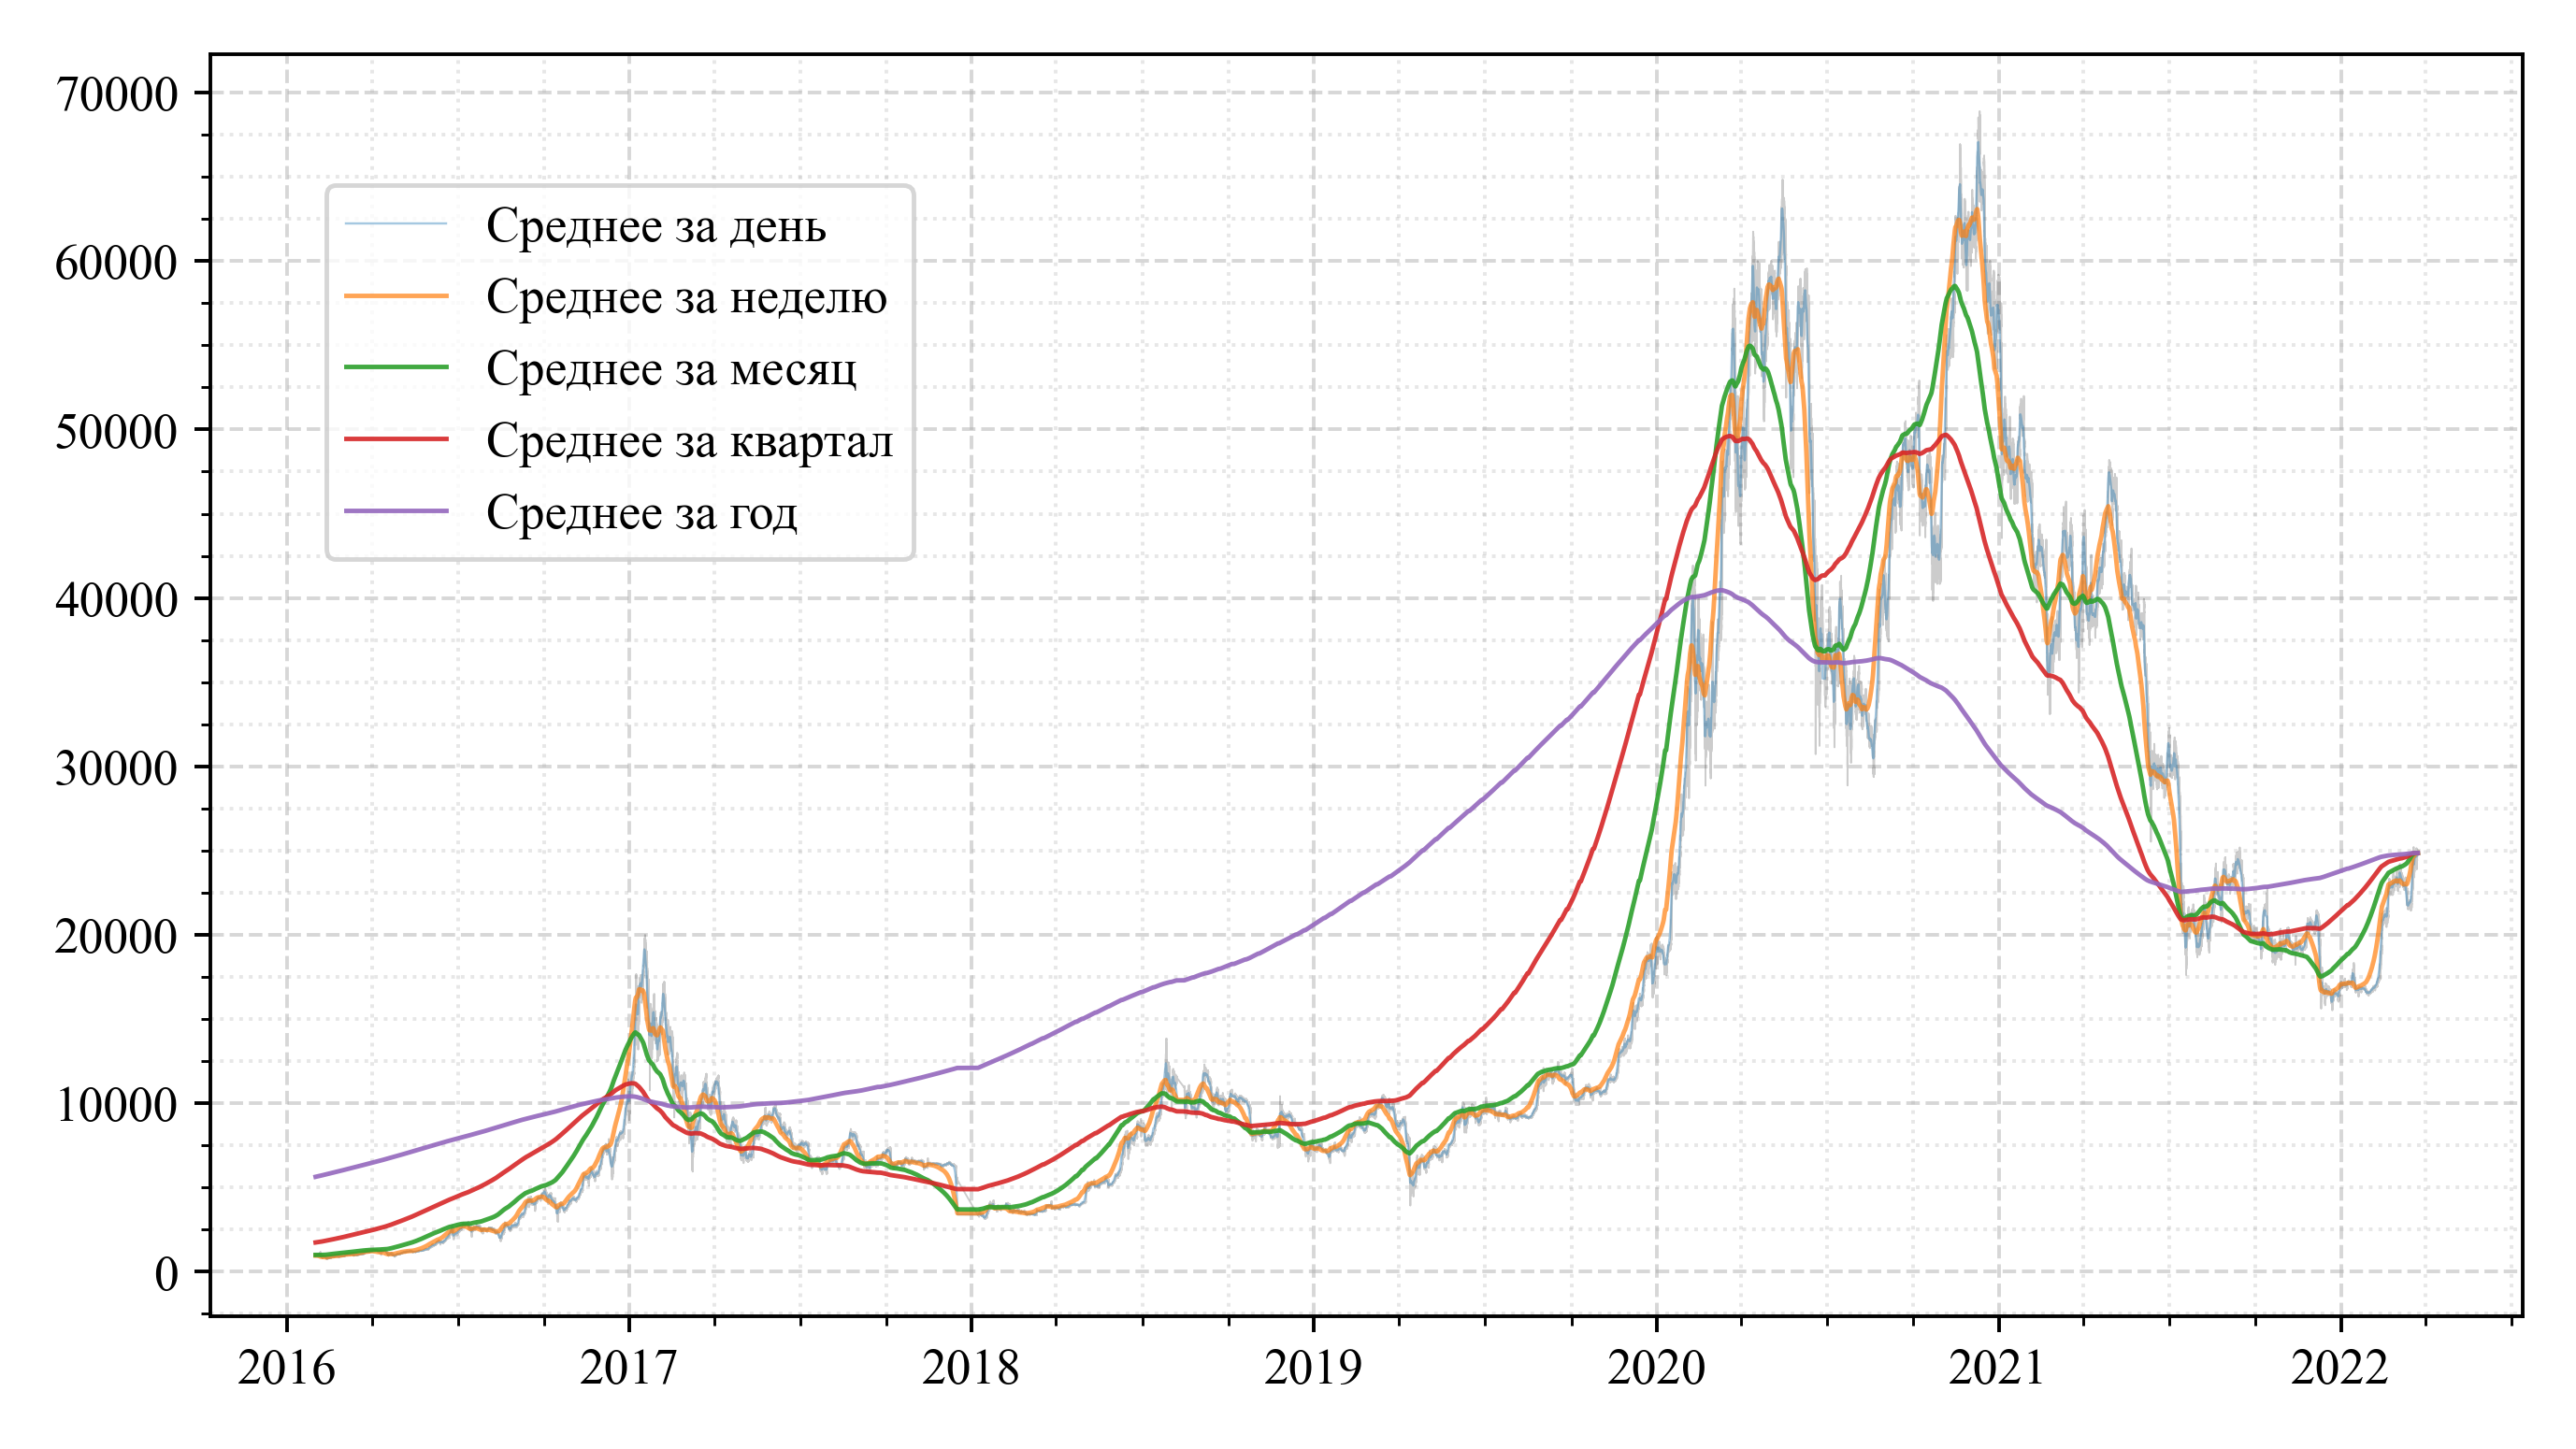 70000
60000
50000
40000
30000
20000
10000
0
Среднее за день
Среднее за неделю
Среднее за месяц
Среднее за квартал
Среднее за год
2016 2017 2018 2019 2020 2021 2022